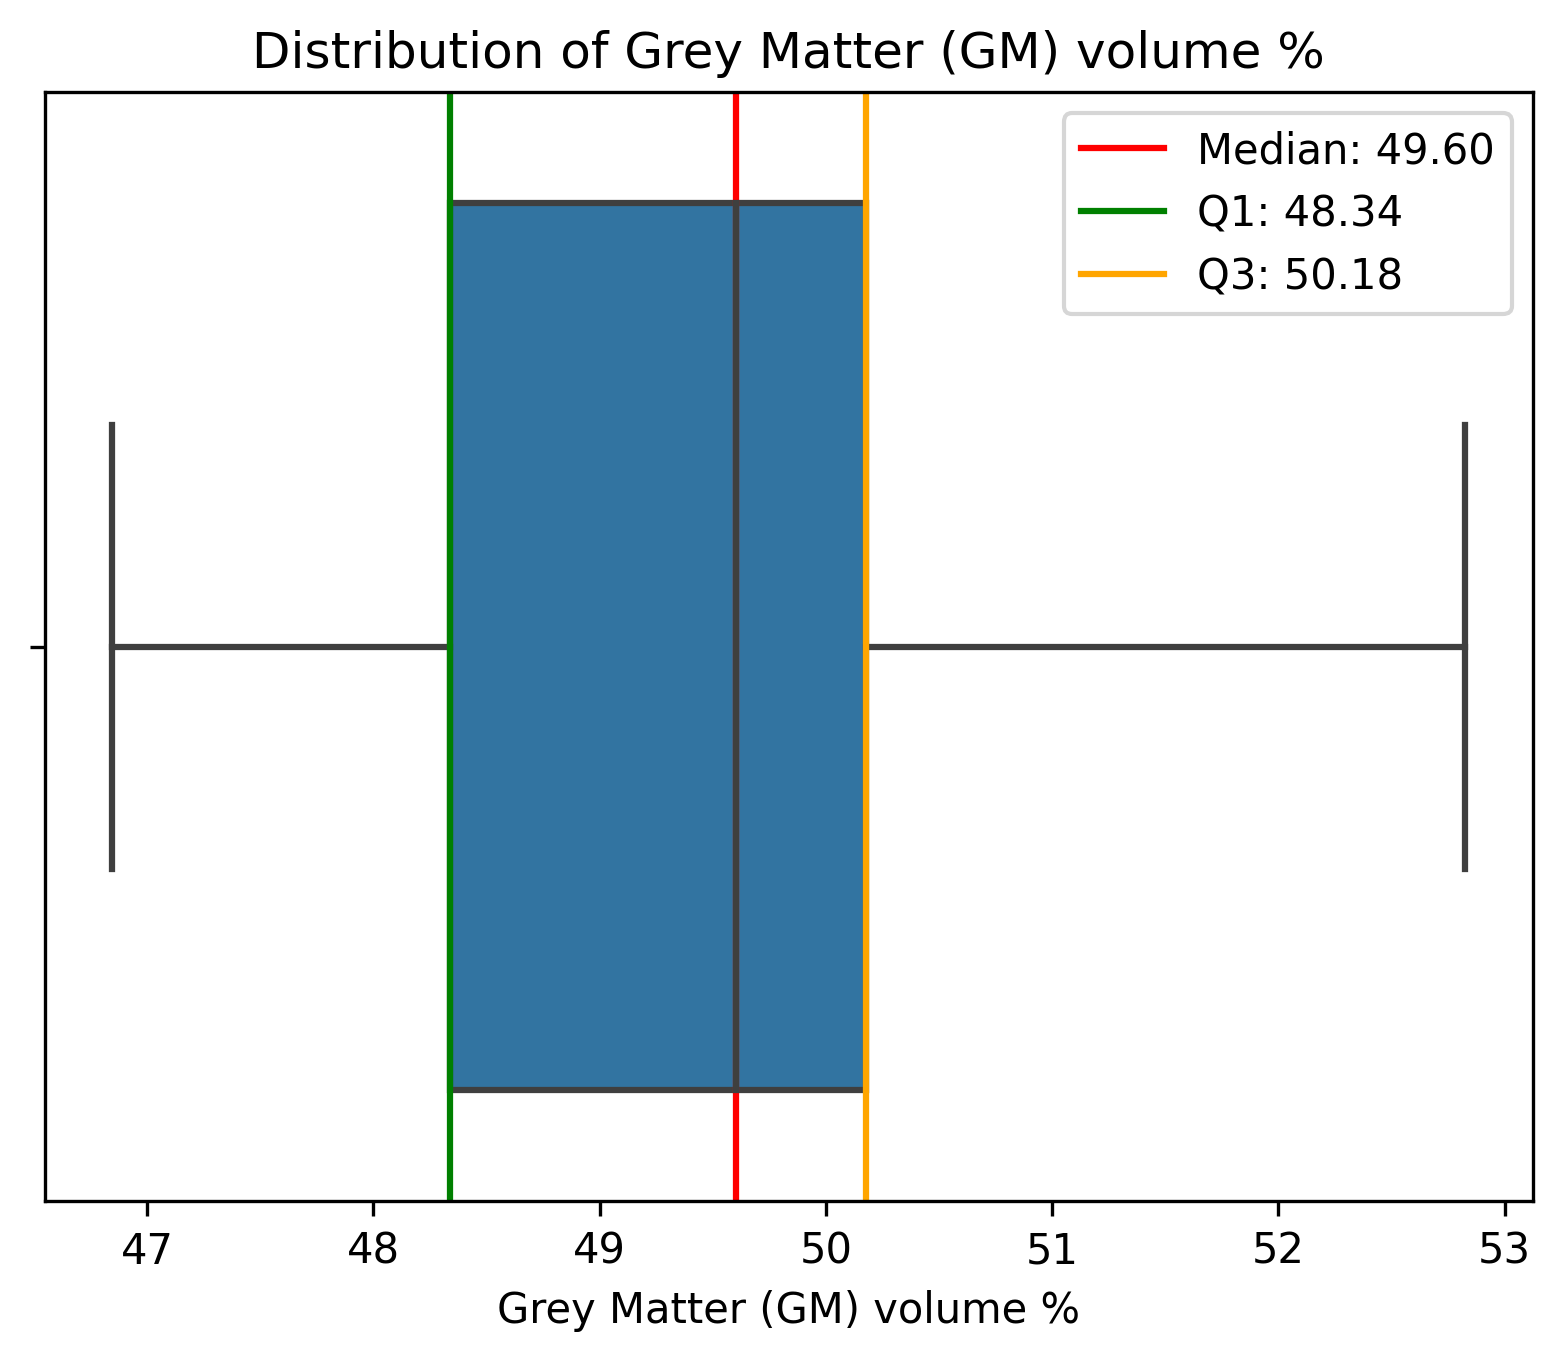 Distribution of Grey Matter (GM) volume %
Median: 49.60
Q1: 48.34
Q3: 50.18
47 48 49 50 51 52 53
Grey Matter (GM) volume %